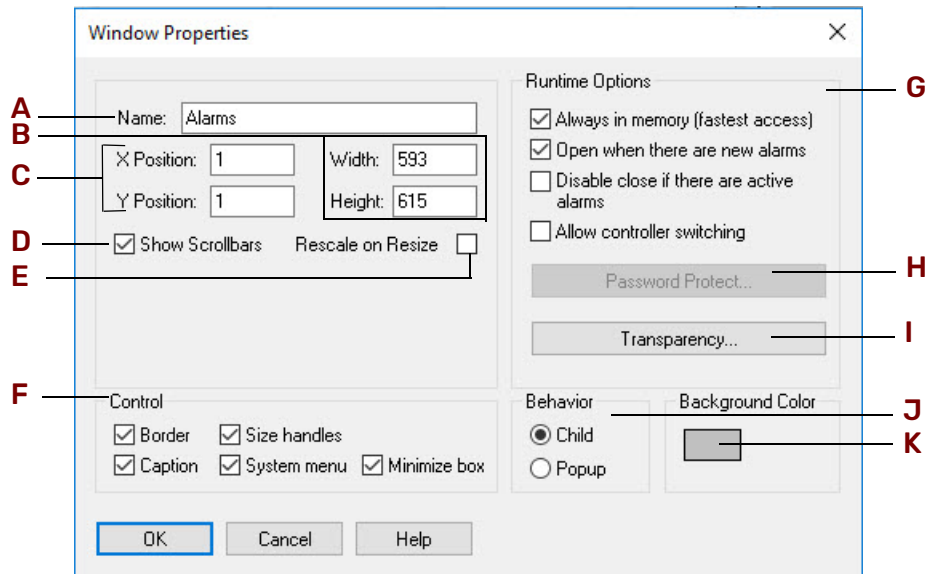 Window Properties
Runtime Options
G
A
Name: Alarms
Always in memory (fastest access)
B
X Position: 1
Width: 593
Open when there are new alarms
C
Y Position: 1
Height: 615
Disable close if there are active
alarms
D
Show Scrollbars
Rescale on Resize
Allow controller switching
E
Password Protect...
H
Transparency...
I
F
Control
Behavior
Background Color
J
Border
Size handles
Child
K
Caption
System menu
Minimize box
Popup
OK
Cancel
Help